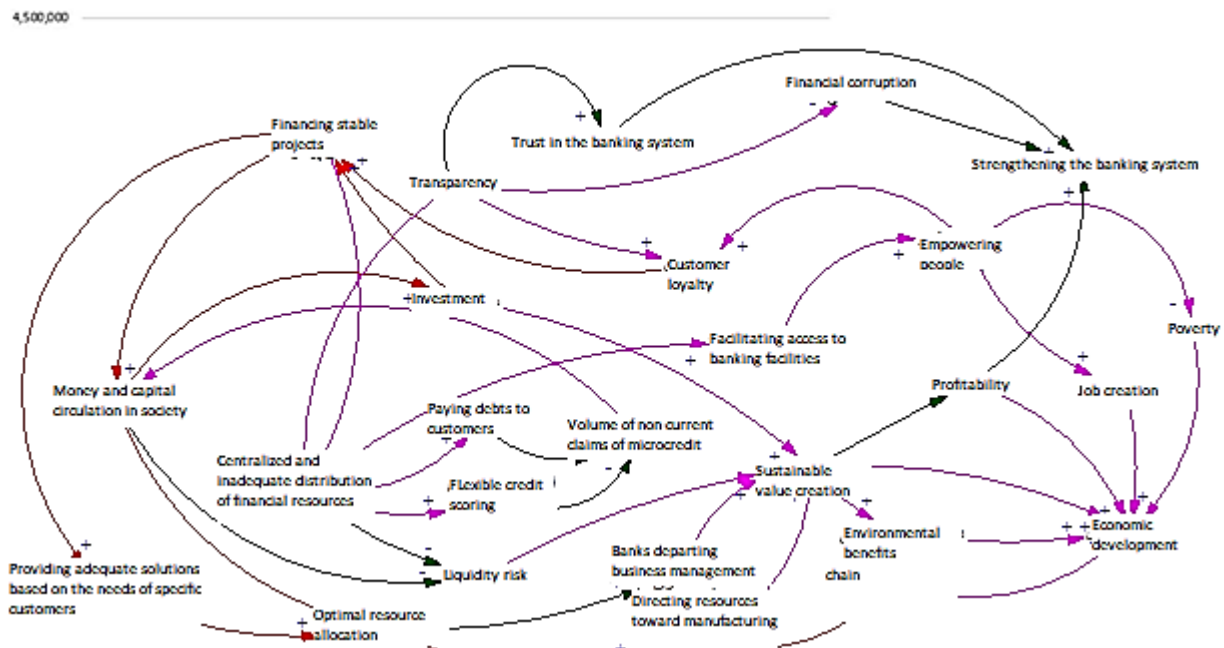 4,500,000
Financial corruption
Financing stable
projects
Trust in the banking system
Strengthening the banking system
Transparency
Empowering
people
Customer
loyalty
Investment
Poverty
Facilitating access to
banking facilities
Money and capital
circulation in society
Profitability
Job creation
Paying debts to
customers
Volume of non current
claims of microcredit
Centralized and
inadequate distribution
of financial resources
FLexible credit
scoring
Sustainable
value creation
Economic
development
Environmental
benefits
chain
Banks departing
business management
Providing adequate solutions
based on the needs of specific
customers
Liquidity risk
Directing resources
toward manufacturing
Optimal resource
allocation